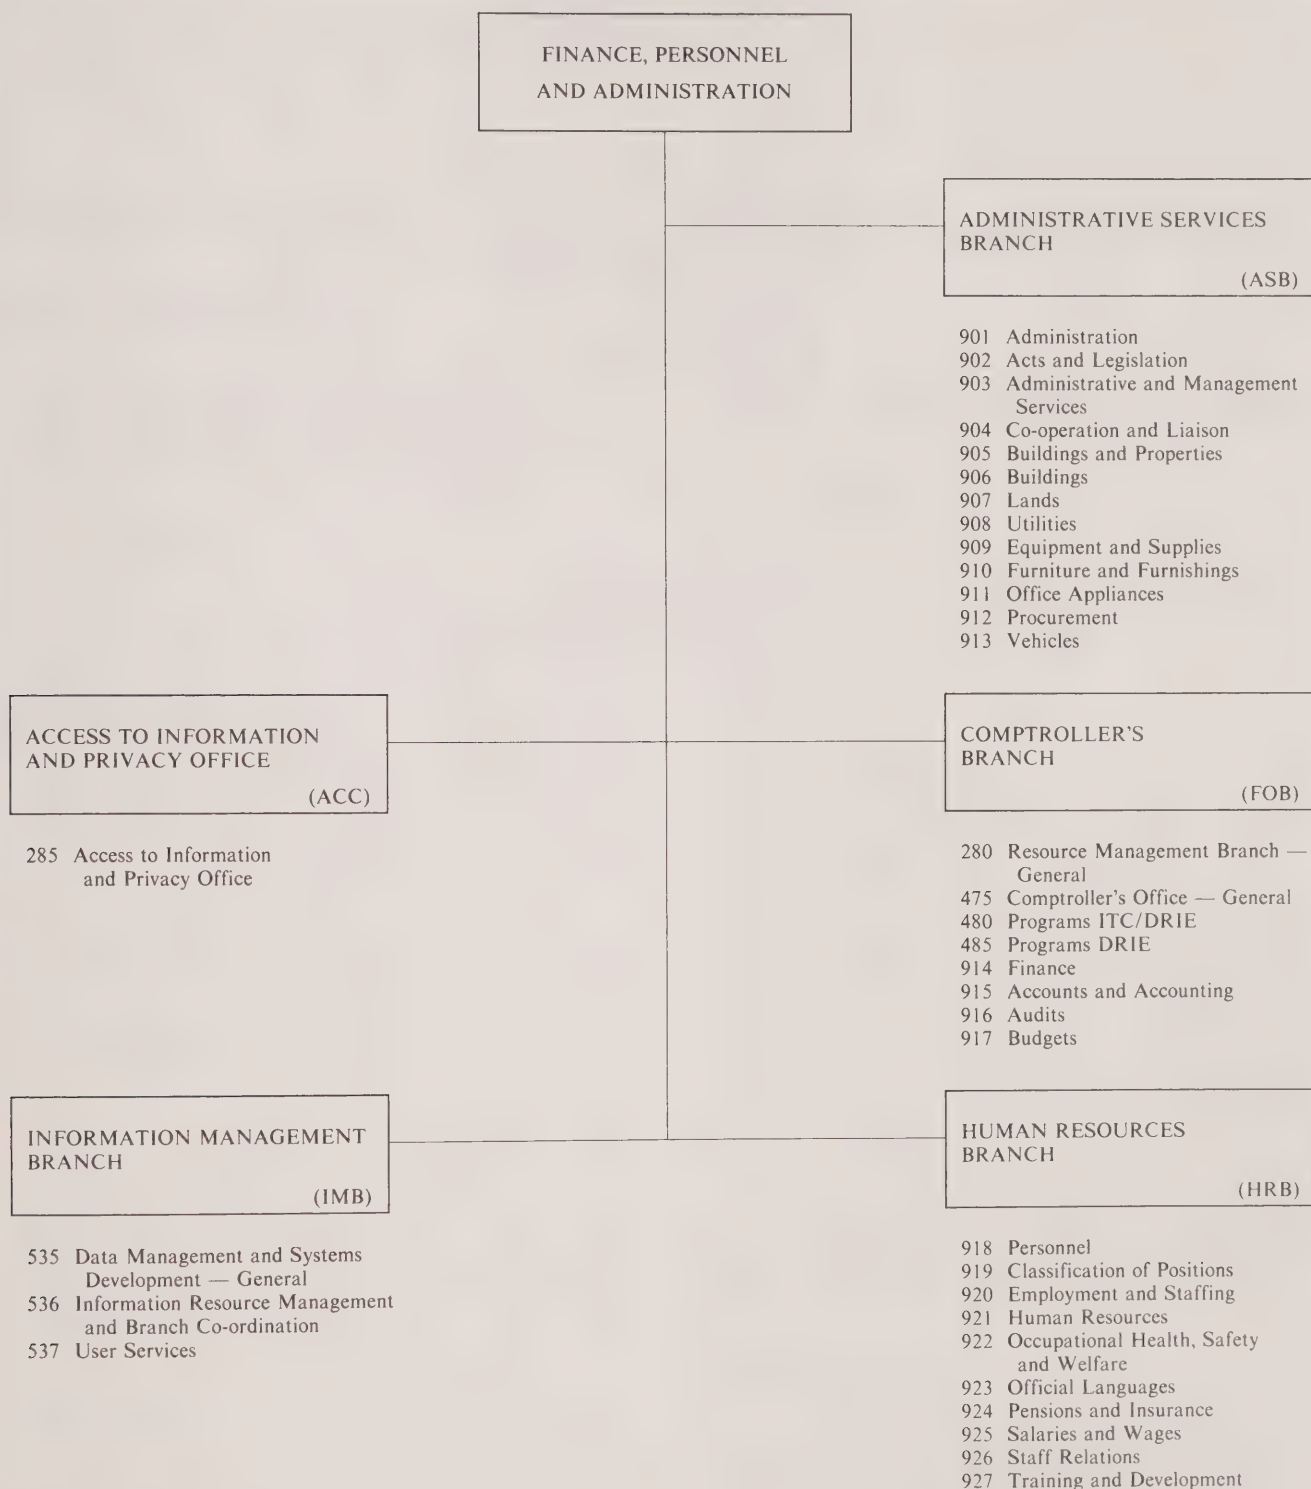 FINANCE, PERSONNEL
AND ADMINISTRATION
ADMINISTRATIVE SERVICES
BRANCH
(ASB)
901 Administration
902 Acts and Legislation
903 Administrative and Management
Services
904 Co-operation and Liaison
905 Buildings and Properties
906 Buildings
907 Lands
908 Utilities
909 Equipment and Supplies
910 Furniture and Furnishings
911 Office Appliances
912 Procurement
913 Vehicles
ACCESS TO INFORMATION
AND PRIVACY OFFICE
(ACC)
285 Access to Information
and Privacy Office
COMPTROLLER'S
BRANCH
(FOB)
280 Resource Management Branch —
General
475 Comptroller's Office — General
480 Programs ITC/DRIE
485 Programs DRIE
914 Finance
915 Accounts and Accounting
916 Audits
917 Budgets
INFORMATION MANAGEMENT
BRANCH
(IMB)
535 Data Management and Systems
Development — General
536 Information Resource Management
and Branch Co-ordination
537 User Services
HUMAN RESOURCES
BRANCH
(HRB)
918 Personnel
919 Classification of Positions
920 Employment and Staffing
921 Human Resources
922 Occupational Health, Safety
and Welfare
923 Official Languages
924 Pensions and Insurance
925 Salaries and Wages
926 Staff Relations
927 Training and Development